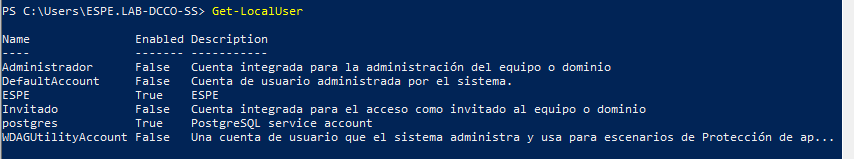 PS C:\Users\ESPE.LAB-DCCO-SS> Get-LocalUser
Name Enabled Description
---- ------- -----------
Administrador False Cuenta integrada para la administración del equipo o dominio
DefaultAccount False Cuenta de usuario administrada por el sistema.
ESPE True ESPE
Invitado False Cuenta integrada para el acceso como invitado al equipo o dominio
postgres True PostgreSQL service account
WDAGUtilityAccount False Una cuenta de usuario que el sistema administra y usa para escenarios de Protección de ap...